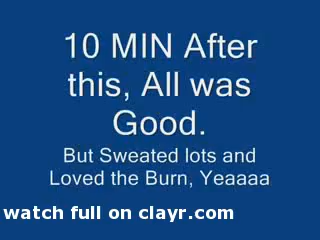 10 MIN After
this, All was
Good.
But Sweated lots and
Loved the Burn, Yeaaaa
watch full on clayr.com